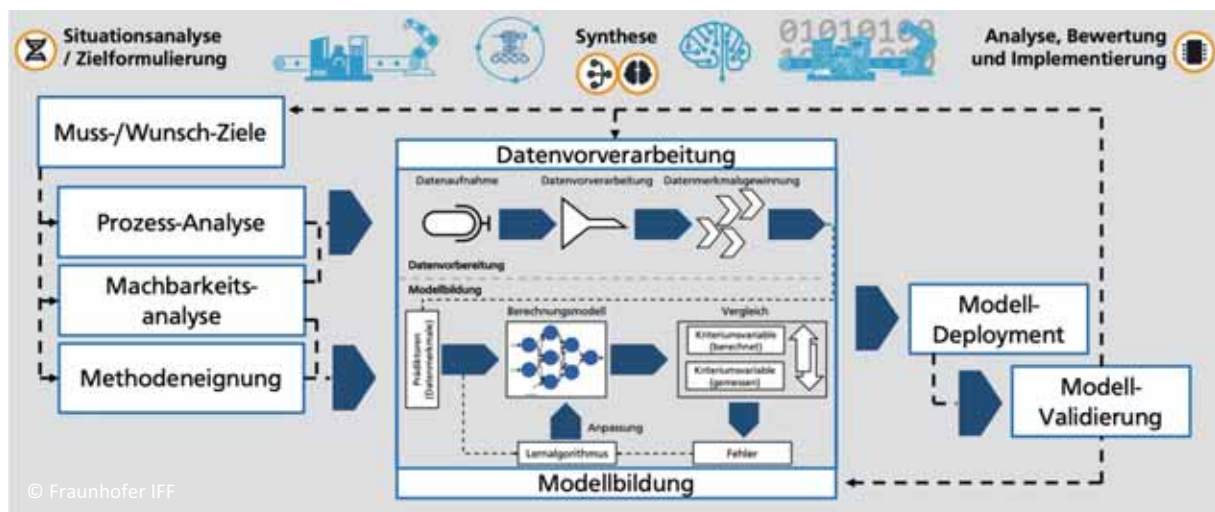 Situationsanalyse
/ Zielformulierung
Synthese
01010100
Analyse, Bewertung
und Implementierung
Muss-/Wunsch-Ziele
Prozess-Analyse
Machbarkeits-
analyse
Methodeneignung
Datenvorverarbeitung
Datenaufnahme
Datenvorverarbeitung
Datenmerkmalsgewinnung
Datenvorbereitung
Modellbildung
Prädiktoren
(Datenmerkmale)
Berechnungsmodell
Vergleich
Kriteriumsvariable
(berechnet)
Kriteriumsvariable
(gemessen)
Anpassung
Lernalgorithmus
Fehler
Modellbildung
Modell-
Deployment
Modell-
Validierung
© Fraunhofer IFF